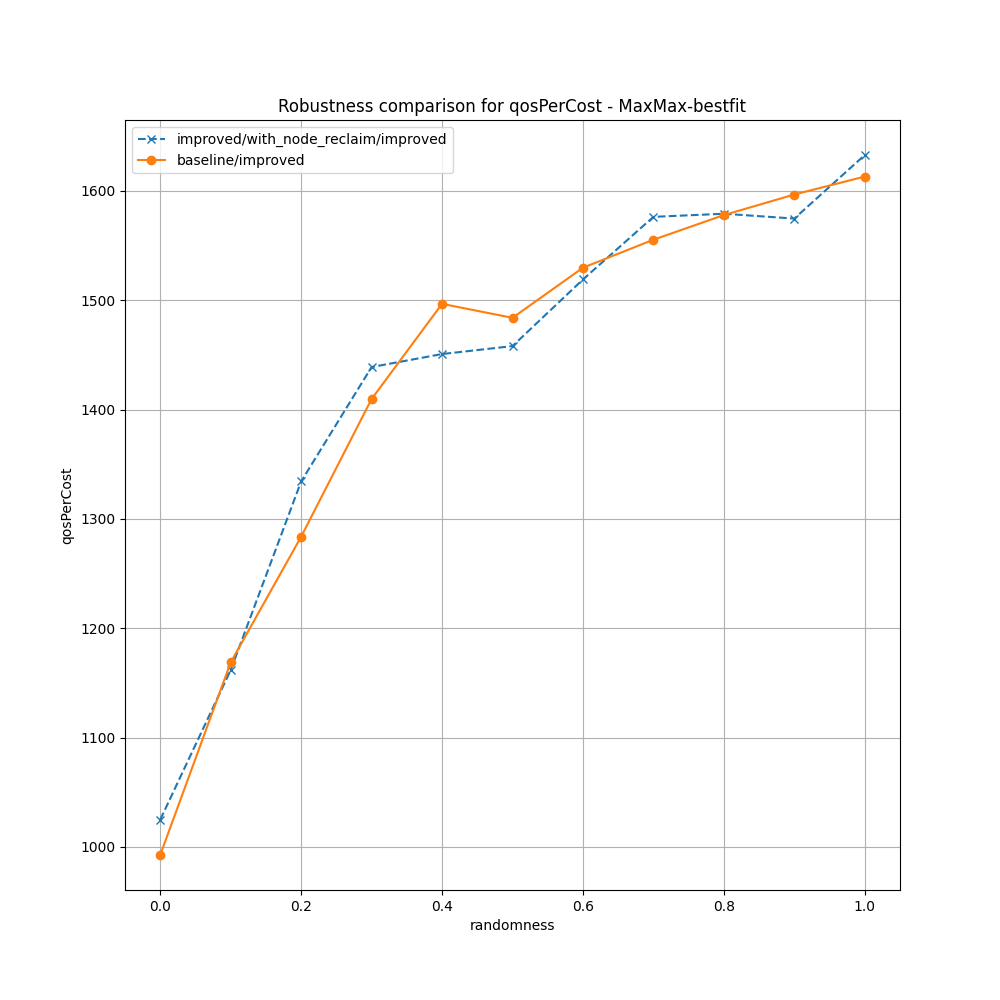 Robustness comparison for qosPerCost - MaxMax-bestfit
improved/with_node_reclaim/improved
baseline/improved
1600
1500
1400
1300
1200
1100
1000
qosPerCost
0.0 0.2 0.4 0.6 0.8 1.0
randomness